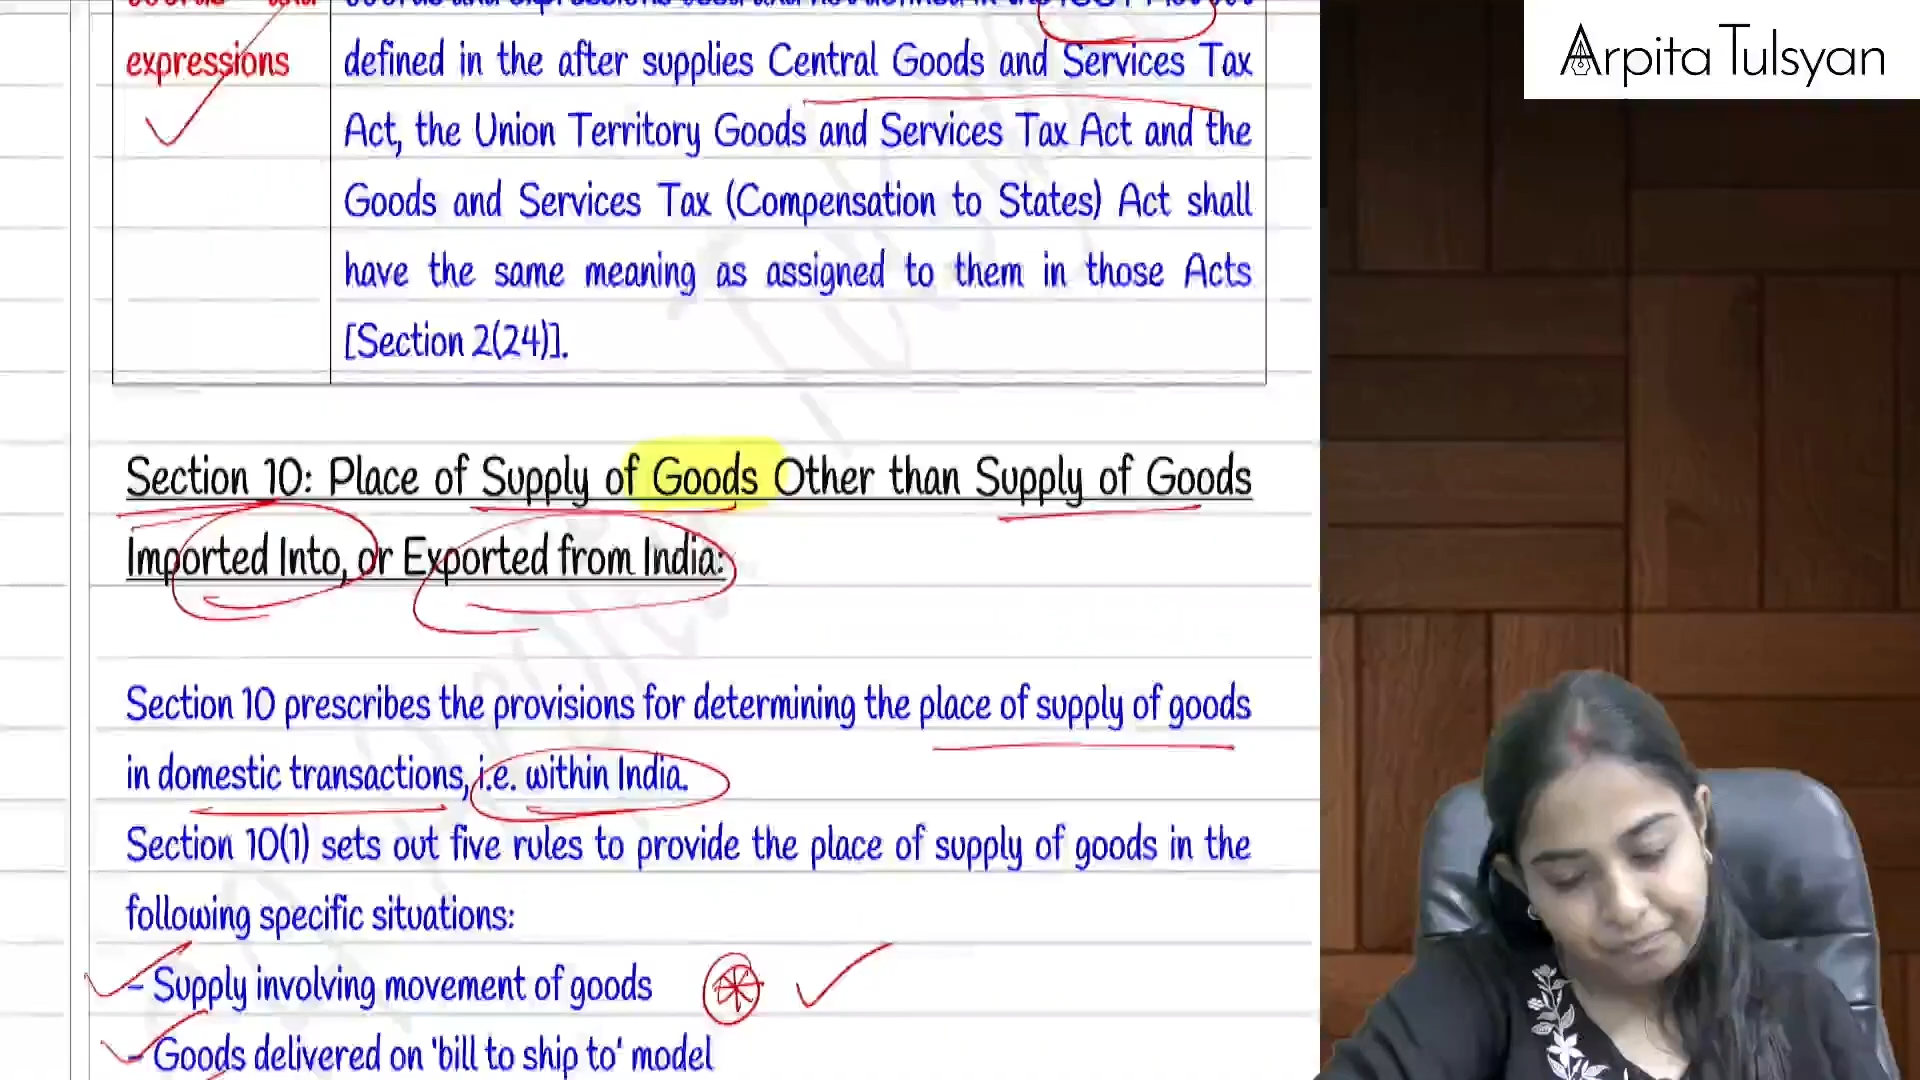 expressions
defined in the after supplies Central Goods and Services Tax
Act, the Union Territory Goods and Services Tax Act and the
Goods and Services Tax (Compensation to States) Act shall
have the same meaning as assigned to them in those Acts
[Section 2(24)].
Section 10: Place of Supply of Goods Other than Supply of Goods
Imported Into, or Exported from India:
Section 10 prescribes the provisions for determining the place of supply of goods
in domestic transactions, i.e. within India.
Section 10(1) sets out five rules to provide the place of supply of goods in the
following specific situations:
- Supply involving movement of goods
- Goods delivered on 'bill to ship to' model
Arpita Tulsyan